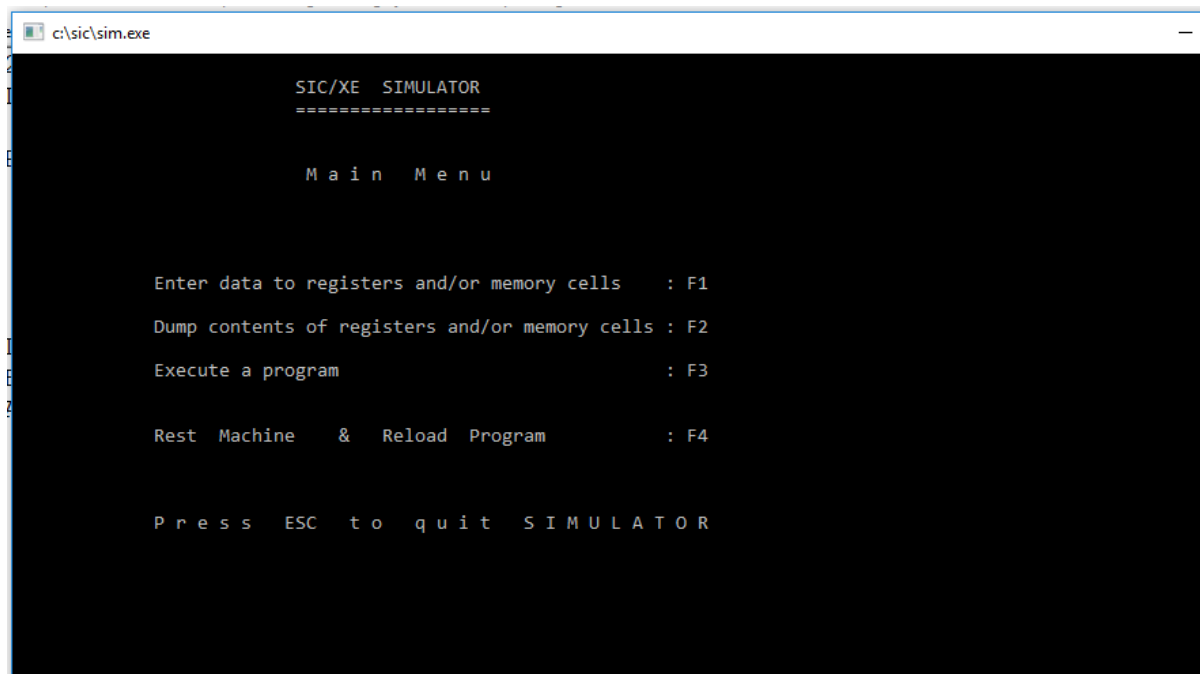 c:\sic\sim.exe
SIC/XE SIMULATOR
==================
M a i n M e n u
Enter data to registers and/or memory cells : F1
Dump contents of registers and/or memory cells : F2
Execute a program : F3
Rest Machine & Reload Program : F4
P r e s s ESC t o q u i t S I M U L A T O R